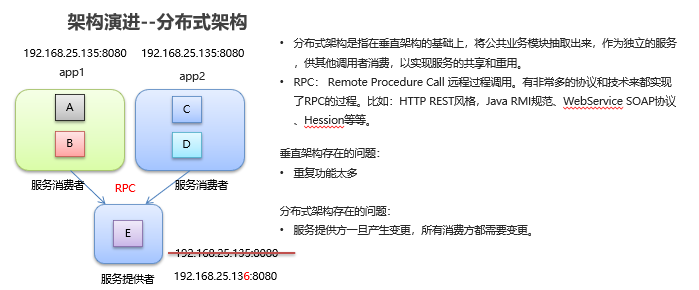 架构演进--分布式架构
192.168.25.135:8080 192.168.25.135:8080
app1 app2
A
B
C
D
服务消费者 RPC 服务消费者
E
192.168.25.135:8080
服务提供者 192.168.25.136:8080
• 分布式架构是指在垂直架构的基础上，将公共业务模块抽取出来，作为独立的服务
，供其他调用者消费，以实现服务的共享和重用。
• RPC： Remote Procedure Call 远程过程调用。有非常多的协议和技术来都实现
了RPC的过程。比如：HTTP REST风格，Java RMI规范、WebService SOAP协议
、Hession等等。
垂直架构存在的问题：
• 重复功能太多
分布式架构存在的问题：
• 服务提供方一旦产生变更，所有消费方都需要变更。